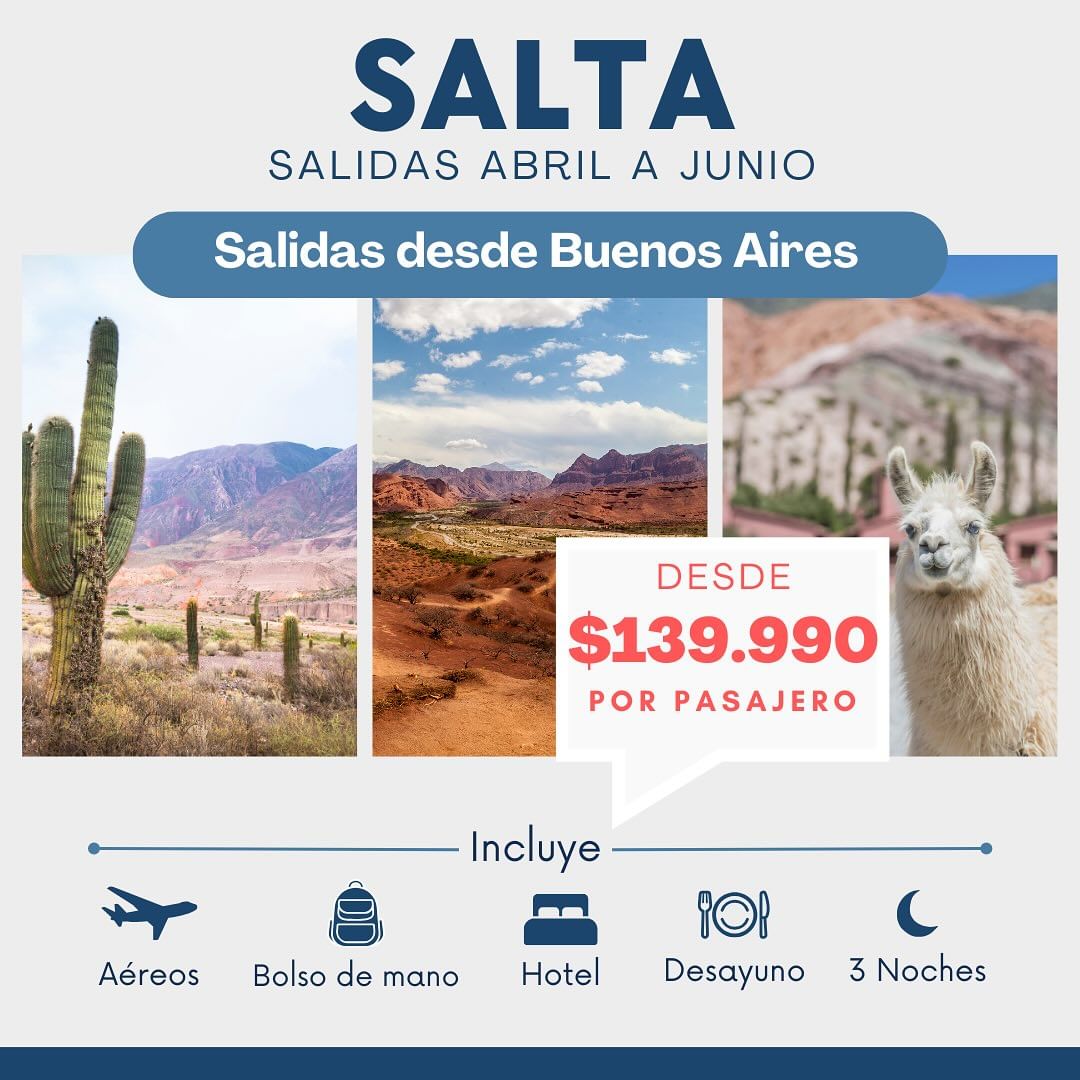 SALTA
SALIDAS ABRIL A JUNIO
Salidas desde Buenos Aires
DESDE
$139.990
POR PASAJERO
Incluye
Aéreos
Bolso de mano
Hotel
Desayuno
3 Noches